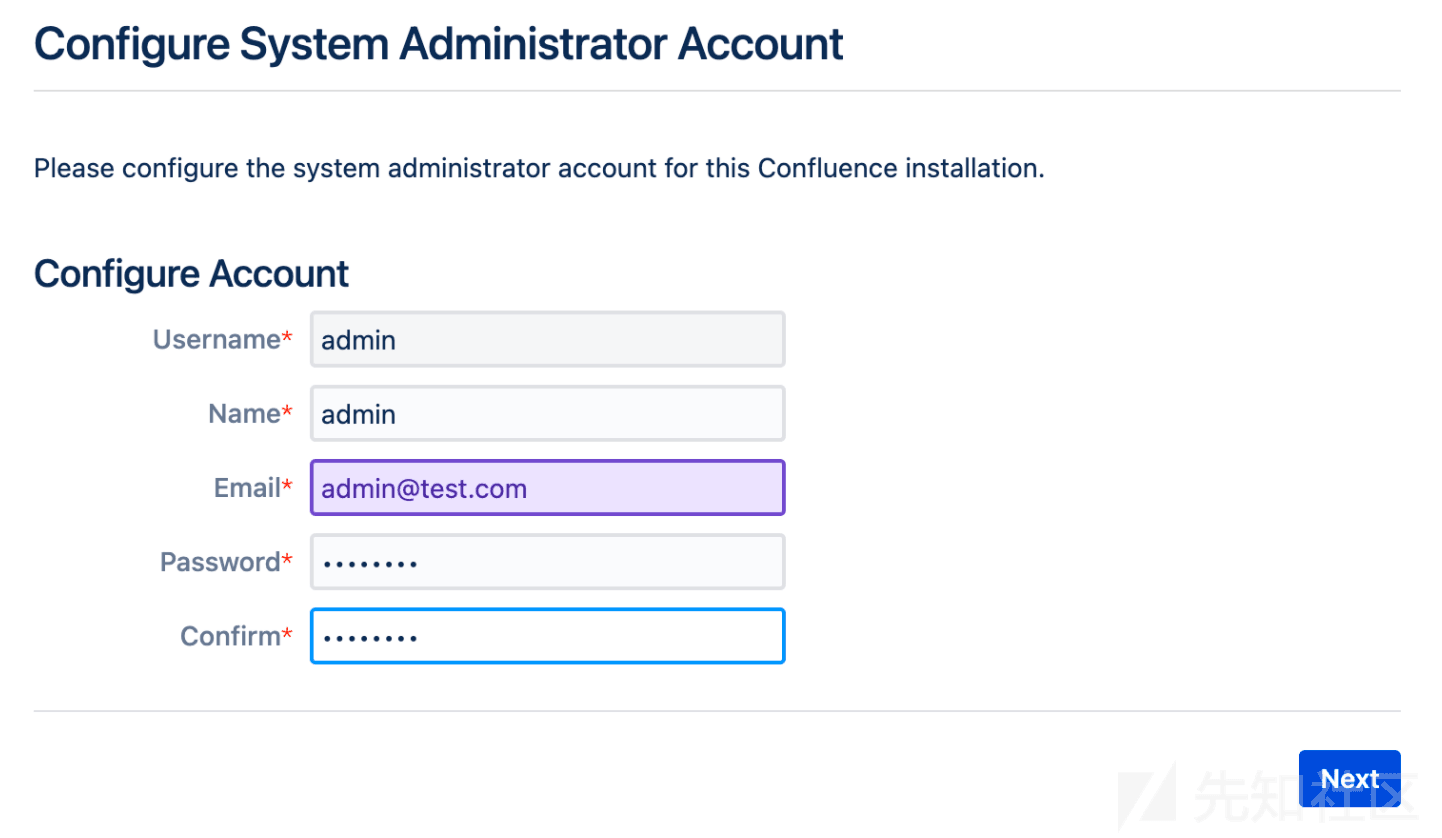 Configure System Administrator Account
Please configure the system administrator account for this Confluence installation.
Configure Account
Username* admin
Name* admin
Email* admin@test.com
Password* ••••••••
Confirm* ••••••••
Next
先知社区